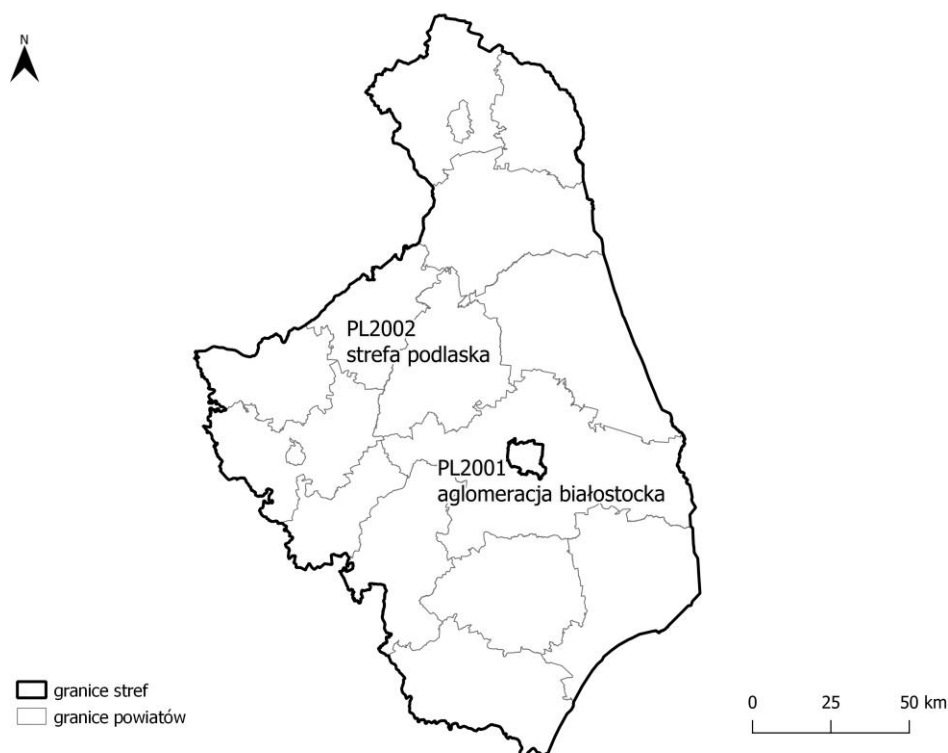 N
PL2002
strefa podlaska
PL2001
aglomeracja białostocka
granice stref
granice powiatów
0 25 50 km